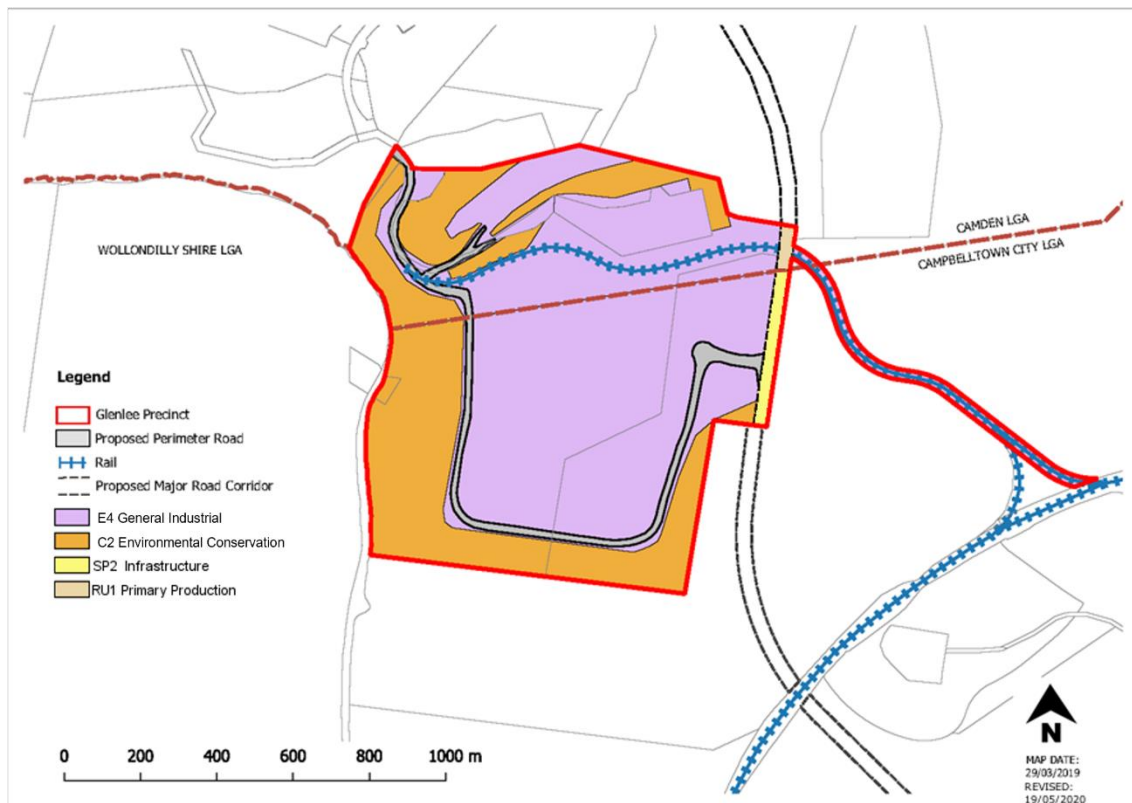 CAMDEN LGA
WOLLONDILLY SHIRE LGA
CAMPBELLTOWN CITY LGA
Legend
Glenlee Precinct
Proposed Perimeter Road
Rail
Proposed Major Road Corridor
E4 General Industrial
C2 Environmental Conservation
SP2 Infrastructure
RU1 Primary Production
0 200 400 600 800 1000 m
N
MAP DATE:
29/03/2019
REVISED:
19/05/2020